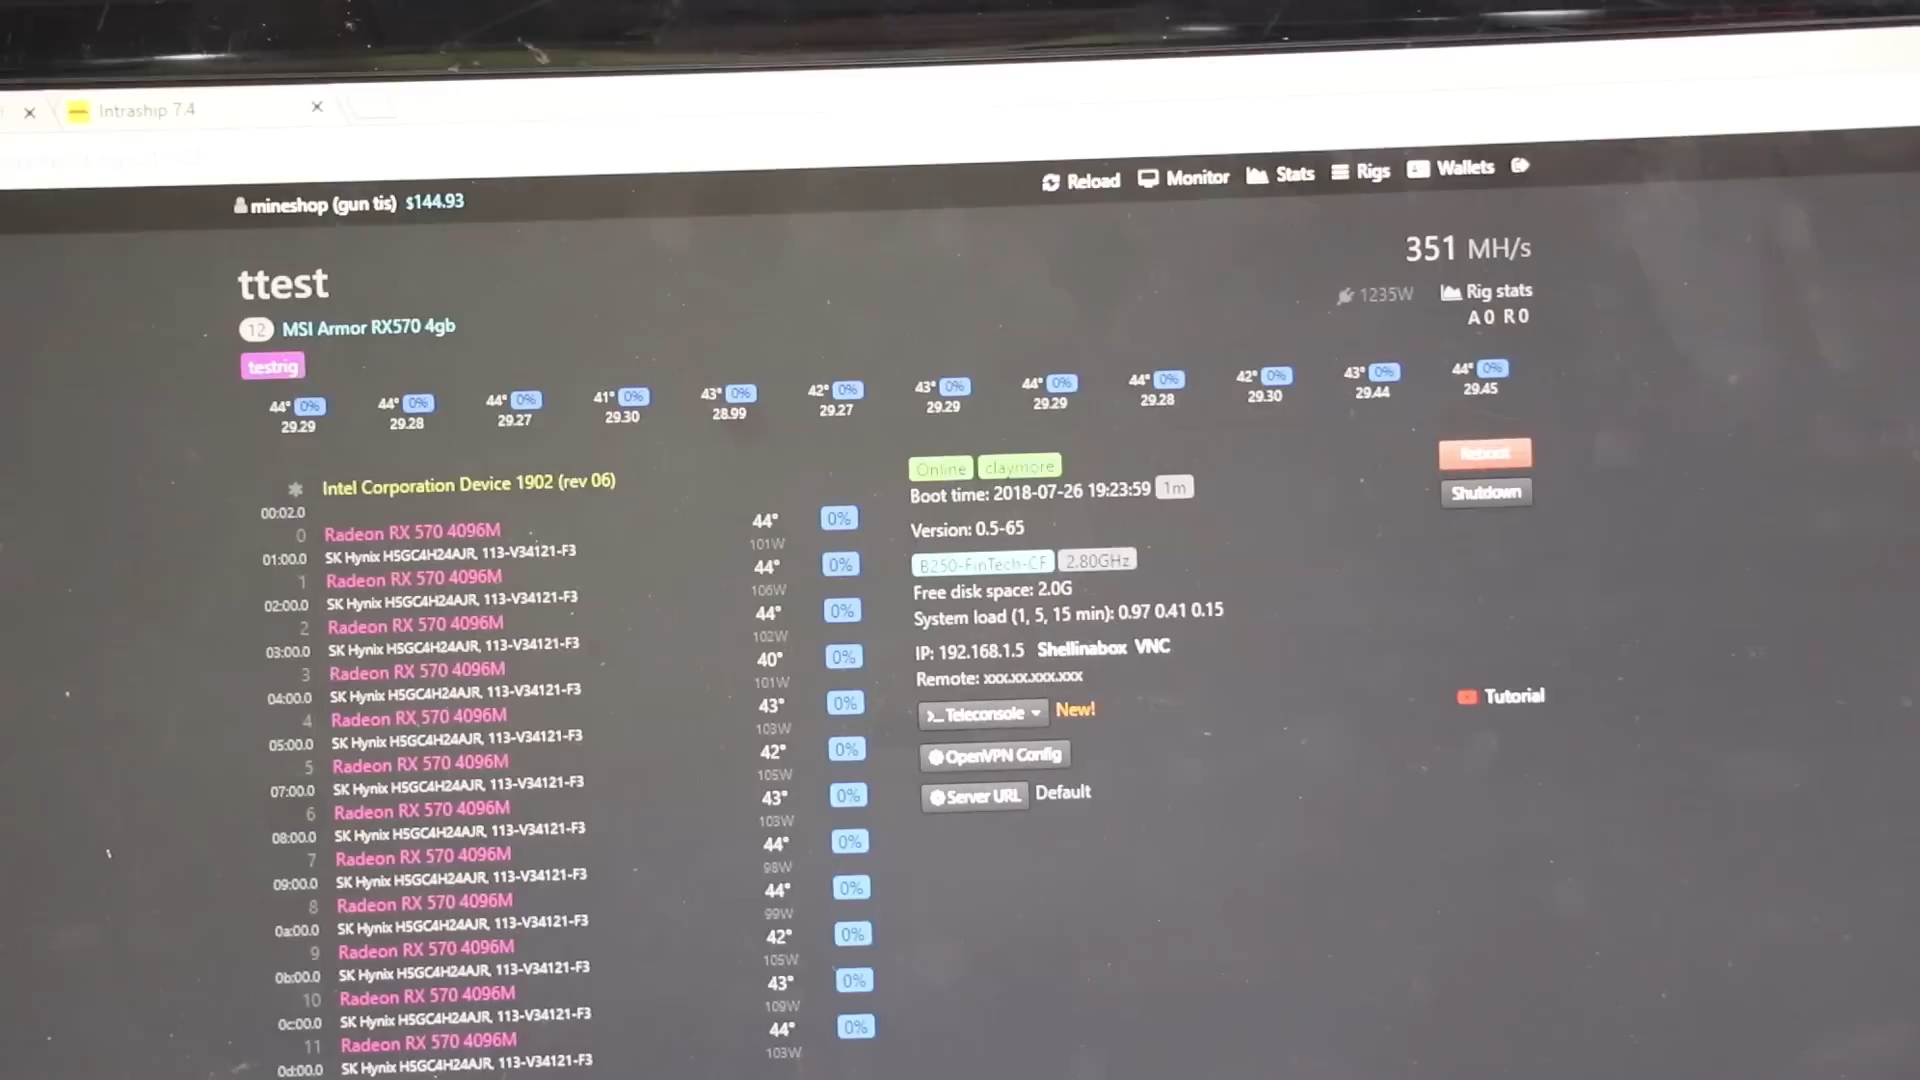 Intraship 7.4
mineshop (gun tis) $144.93
Reload Monitor Stats Rigs Wallets
ttest
351 MH/s
1235W Rig stats
A 0 R 0
12 MSI Armor RX570 4gb
testrig
44° 0% 44° 0% 44° 0% 41° 0% 43° 0% 42° 0% 43° 0% 44° 0% 44° 0% 42° 0% 43° 0% 44° 0%
29.29 29.28 29.27 29.30 28.99 29.27 29.29 29.29 29.28 29.30 29.44 29.45
Intel Corporation Device 1902 (rev 06)
00:02.0
0 Radeon RX 570 4096M 44° 0%
01:00.0 SK Hynix H5GC4H24AJR, 113-V34121-F3 101W
1 Radeon RX 570 4096M 44° 0%
02:00.0 SK Hynix H5GC4H24AJR, 113-V34121-F3 106W
2 Radeon RX 570 4096M 44° 0%
03:00.0 SK Hynix H5GC4H24AJR, 113-V34121-F3 102W
3 Radeon RX 570 4096M 40° 0%
04:00.0 SK Hynix H5GC4H24AJR, 113-V34121-F3 101W
4 Radeon RX 570 4096M 43° 0%
05:00.0 SK Hynix H5GC4H24AJR, 113-V34121-F3 103W
5 Radeon RX 570 4096M 42° 0%
07:00.0 SK Hynix H5GC4H24AJR, 113-V34121-F3 105W
6 Radeon RX 570 4096M 43° 0%
08:00.0 SK Hynix H5GC4H24AJR, 113-V34121-F3 103W
7 Radeon RX 570 4096M 44° 0%
09:00.0 SK Hynix H5GC4H24AJR, 113-V34121-F3 98W
8 Radeon RX 570 4096M 44° 0%
0a:00.0 SK Hynix H5GC4H24AJR, 113-V34121-F3 99W
9 Radeon RX 570 4096M 42° 0%
0b:00.0 SK Hynix H5GC4H24AJR, 113-V34121-F3 105W
10 Radeon RX 570 4096M 43° 0%
0c:00.0 SK Hynix H5GC4H24AJR, 113-V34121-F3 109W
11 Radeon RX 570 4096M 44° 0%
0d:00.0 SK Hynix H5GC4H24AJR, 113-V34121-F3 103W
Online claymore
Boot time: 2018-07-26 19:23:59 1m
Version: 0.5-65
B250-FinTech-CF 2.80GHz
Free disk space: 2.0G
System load (1, 5, 15 min): 0.97 0.41 0.15
IP: 192.168.1.5 Shellinabox VNC
Remote: xxx.xx.xxx.xxx
Teleconsole New!
OpenVPN Config
Server URL Default
Reboot
Shutdown
Tutorial